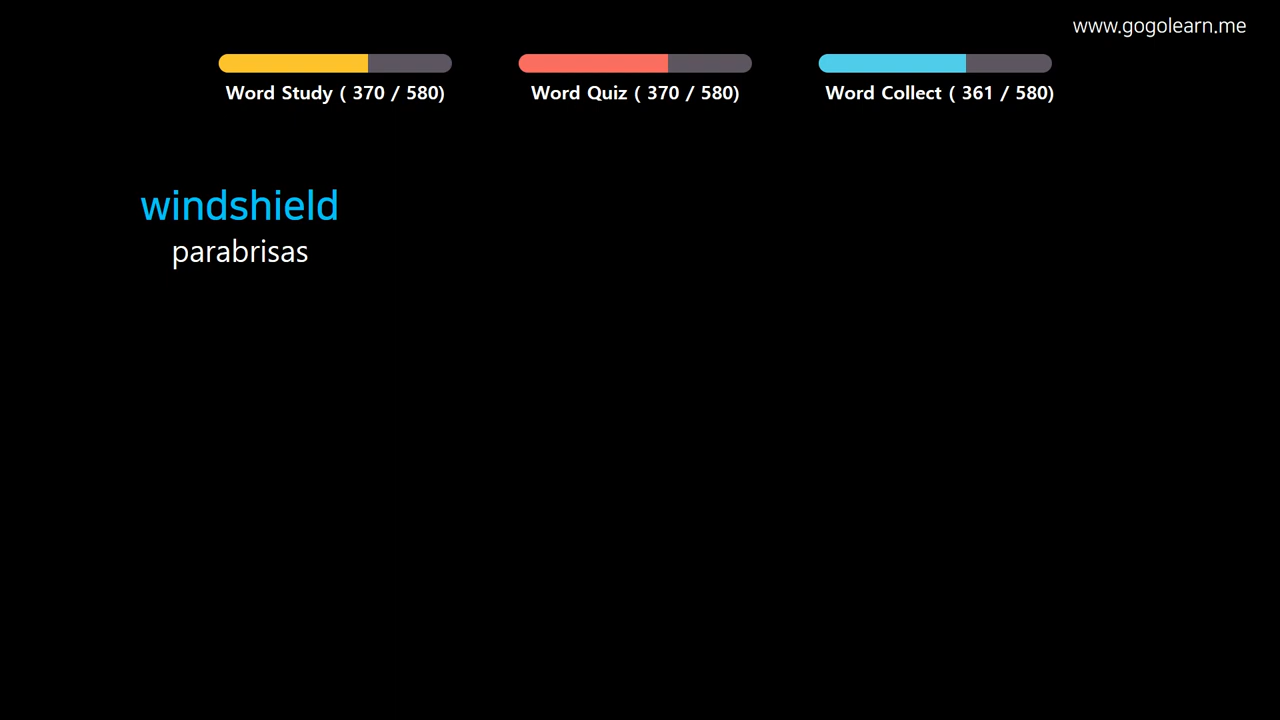 www.gogolearn.me
Word Study ( 370 / 580)
Word Quiz ( 370 / 580)
Word Collect ( 361 / 580)
windshield
parabrisas